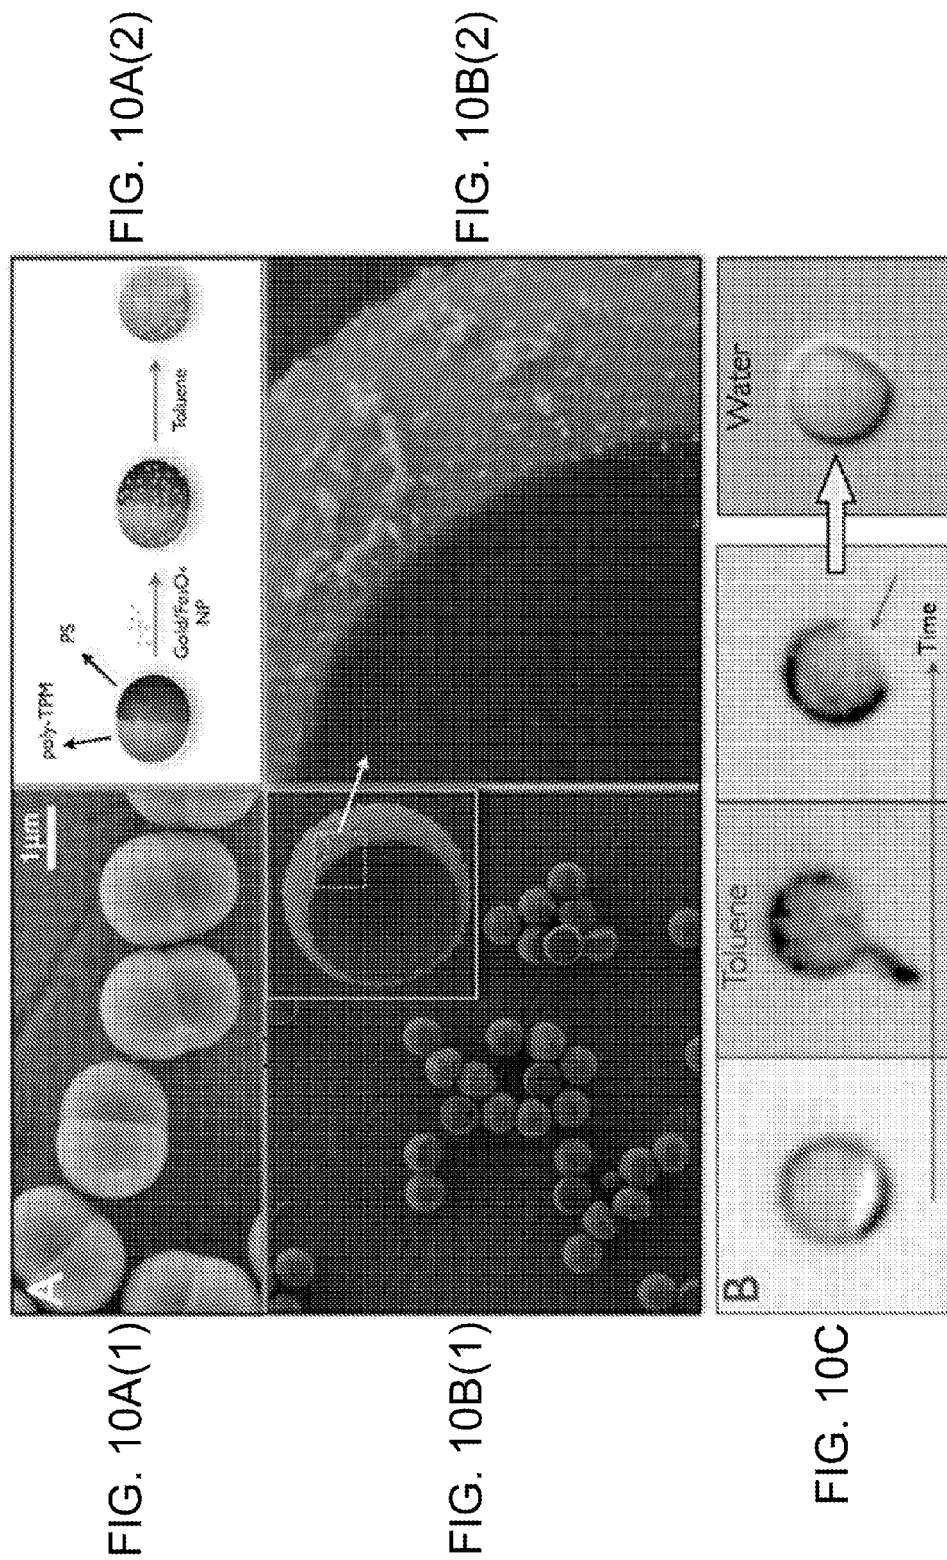 FIG. 10A(1)
FIG. 10A(2)
A
1μm
poly-TPM
PS
Gold/Fe₃O₄
NP
Toluene
FIG. 10B(1)
FIG. 10B(2)
FIG. 10C
B
Toluene
Water
Time